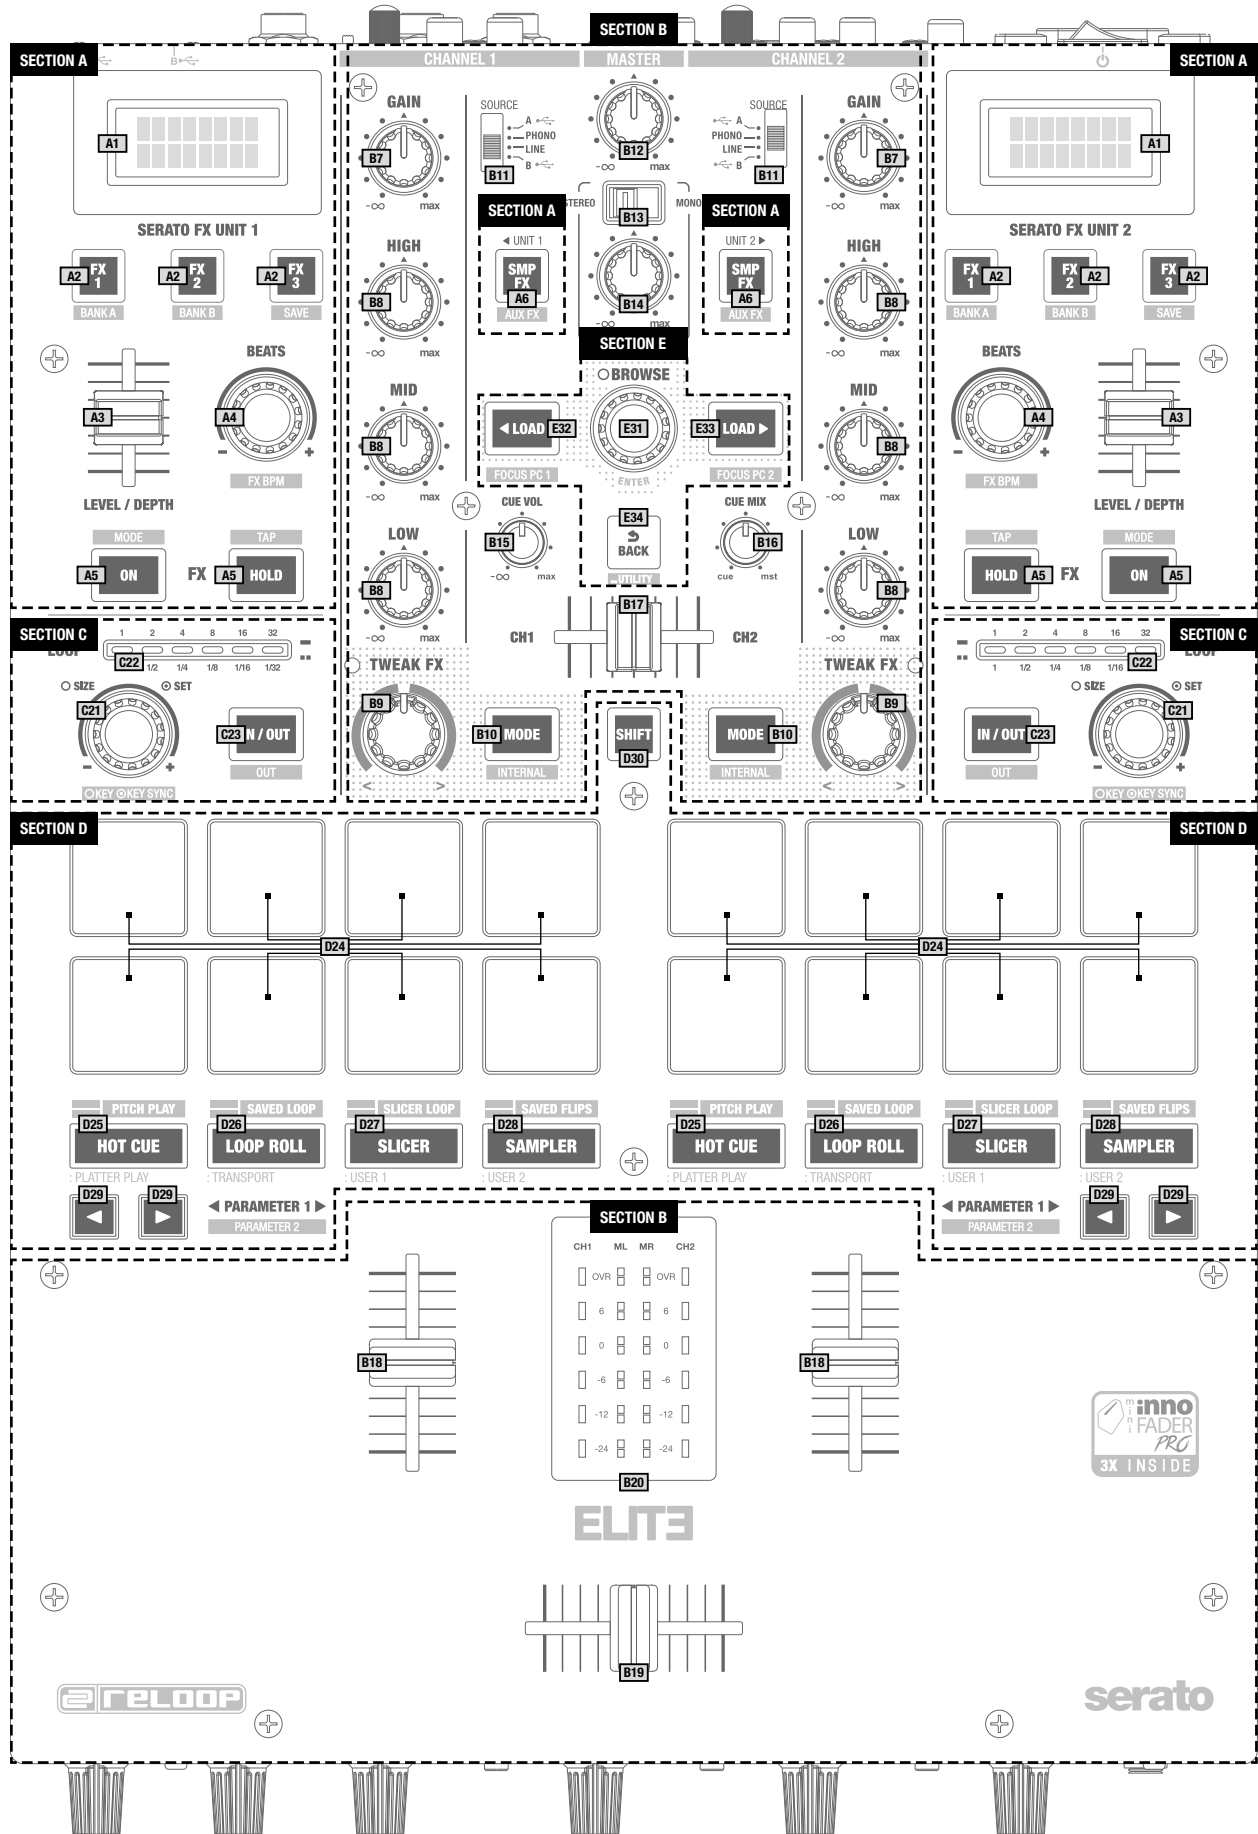 SECTION B
SECTION A
SECTION A
B
CHANNEL 1
MASTER
CHANNEL 2
GAIN
SOURCE
SOURCE
GAIN
A1
A
PHONO
LINE
B
B7
B11
-∞
max
B12
-∞
max
A
PHONO
LINE
B
B11
B7
-∞
max
A1
STEREO
B13
MONO
SERATO FX UNIT 1
SECTION A
SECTION A
SERATO FX UNIT 2
HIGH
◀ UNIT 1
UNIT 2 ▶
HIGH
A2
FX 1
A2
FX 2
A2
FX 3
SMP FX
A6
SMP FX
A6
FX 1
A2
FX 2
A2
FX 3
A2
BANK A
BANK B
SAVE
B8
-∞
max
AUX FX
B14
-∞
max
AUX FX
B8
-∞
max
BANK A
BANK B
SAVE
SECTION E
BEATS
BROWSE
BEATS
MID
MID
A3
A4
- +
B8
-∞
max
◀ LOAD
E32
E31
E33
LOAD ▶
B8
-∞
max
A4
- +
A3
FX BPM
FOCUS PC 1
ENTER
FOCUS PC 2
FX BPM
LEVEL / DEPTH
CUE VOL
CUE MIX
LEVEL / DEPTH
MODE
TAP
LOW
B15
-∞
max
E34
BACK
UTILITY
B16
cue
mst
LOW
TAP
MODE
A5
ON
FX
A5
HOLD
B8
-∞
max
B17
B8
-∞
max
HOLD
A5
FX
ON
A5
SECTION C
CH1
CH2
SECTION C
1 2 4 8 16 32
1 2 4 8 16 32
C22
1/2 1/4 1/8 1/16 1/32
TWEAK FX
TWEAK FX
1 1/2 1/4 1/8 1/16
C22
SIZE
SET
SIZE
SET
C21
- +
C23
IN / OUT
B9
< >
B10
MODE
SHIFT
D30
MODE
B10
B9
< >
IN / OUT
C23
C21
- +
OUT
INTERNAL
INTERNAL
OUT
KEY
KEY SYNC
KEY
KEY SYNC
SECTION D
SECTION D
D24
D24
PITCH PLAY
SAVED LOOP
SLICER LOOP
SAVED FLIPS
PITCH PLAY
SAVED LOOP
SLICER LOOP
SAVED FLIPS
D25
D26
D27
D28
D25
D26
D27
D28
HOT CUE
LOOP ROLL
SLICER
SAMPLER
HOT CUE
LOOP ROLL
SLICER
SAMPLER
: PLATTER PLAY
: TRANSPORT
: USER 1
: USER 2
: PLATTER PLAY
: TRANSPORT
: USER 1
: USER 2
D29
D29
◀ PARAMETER 1 ▶
PARAMETER 2
SECTION B
◀ PARAMETER 1 ▶
PARAMETER 2
D29
D29
CH1 ML MR CH2
OVR OVR
6 6
0 0
-6 -6
-12 -12
-24 -24
B18
B18
B20
mini
inno
FADER
PRO
3X INSIDE
ELITE
B19
reloop
serato